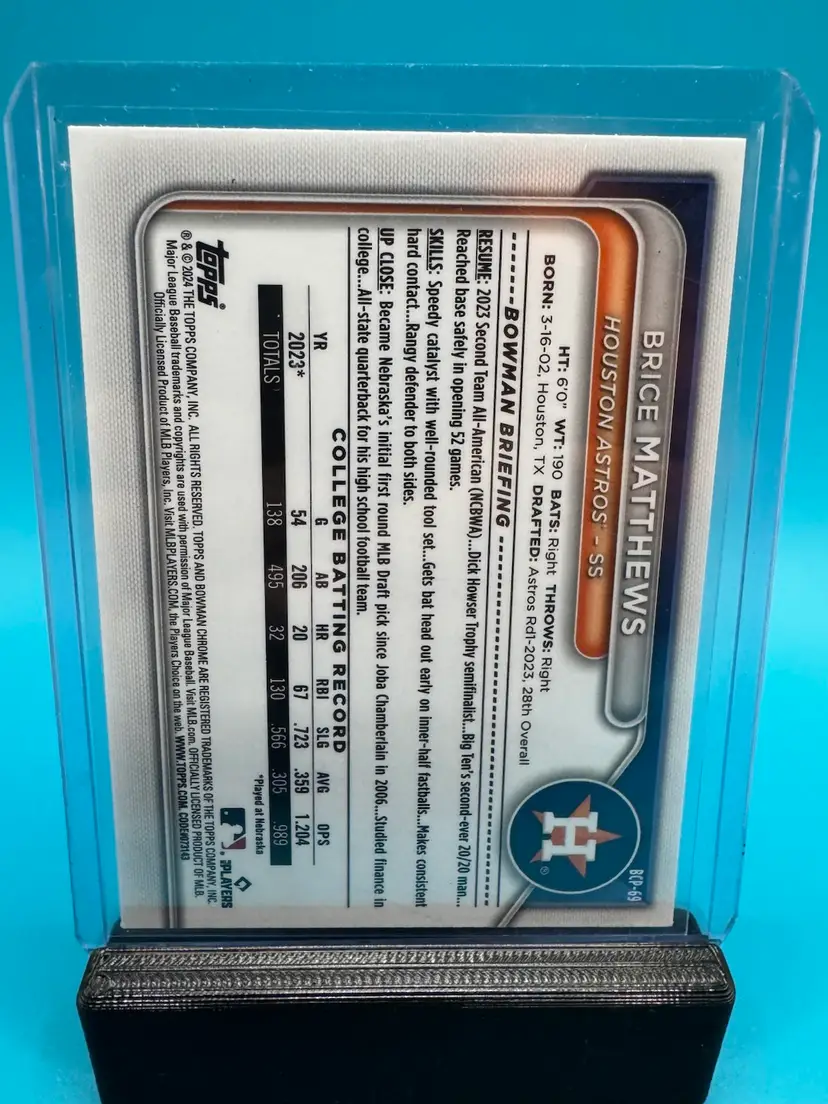 BCP-69
BRICE MATTHEWS
HOUSTON ASTROS® - SS
HT: 6'0" WT: 190 BATS: Right THROWS: Right
BORN: 3-16-02, Houston, TX DRAFTED: Astros Rd1-2023, 28th Overall
BOWMAN BRIEFING
RESUME: 2023 Second Team All-American (NCBWA)...Dick Howser Trophy semifinalist...Big Ten's second-ever 20/20 man...
Reached base safely in opening 52 games.
SKILLS: Speedy catalyst with well-rounded tool set...Gets bat head out early on inner-half fastballs...Makes consistent
hard contact...Rangy defender to both sides.
UP CLOSE: Became Nebraska's initial first round MLB Draft pick since Joba Chamberlain in 2006...Studied finance in
college...All-state quarterback for his high school football team.
COLLEGE BATTING RECORD
YR G AB HR RBI SLG AVG OPS
2023* 54 206 20 67 .723 .359 1.204
TOTALS 138 495 32 130 .566 .305 .989
*Played at Nebraska
topps®
PLAYERS
® & © 2024 THE TOPPS COMPANY, INC. ALL RIGHTS RESERVED. TOPPS AND BOWMAN CHROME ARE REGISTERED TRADEMARKS OF THE TOPPS COMPANY, INC.
Major League Baseball trademarks and copyrights are used with permission of Major League Baseball. Visit MLB.com. OFFICIALLY LICENSED PRODUCT OF MLB
Officially Licensed Product of MLB Players, Inc. Visit MLBPLAYERS.COM, the Players Choice on the web. WWW.TOPPS.COM. CODE#073143